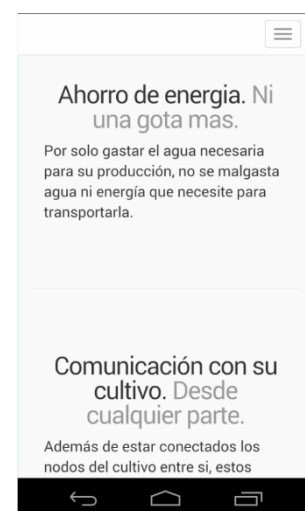 Ahorro de energia. Ni
una gota mas.
Por solo gastar el agua necesaria
para su producción, no se malgasta
agua ni energía que necesite para
transportarla.
Comunicación con su
cultivo. Desde
cualquier parte.
Además de estar conectados los
nodos del cultivo entre si, estos